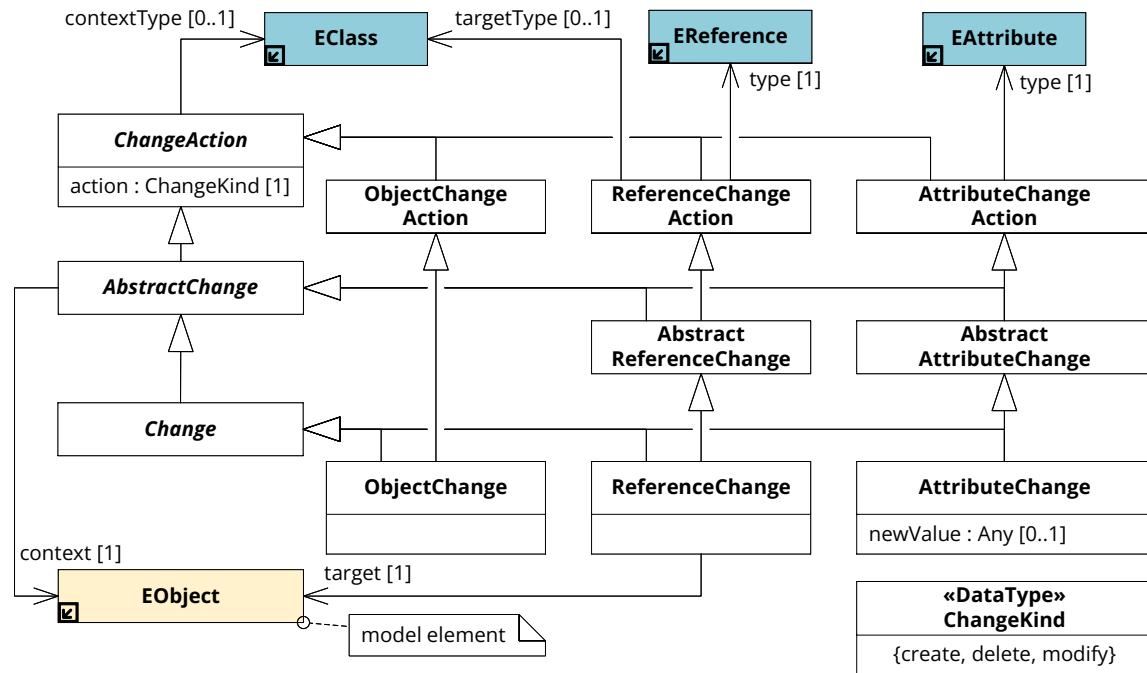 contextType [0..1]
targetType [0..1]
EClass
EReference
EAttribute
type [1]
type [1]
ChangeAction
action : ChangeKind [1]
ObjectChange
Action
ReferenceChange
Action
AttributeChange
Action
AbstractChange
Abstract
ReferenceChange
Abstract
AttributeChange
Change
ObjectChange
ReferenceChange
AttributeChange
newValue : Any [0..1]
context [1]
target [1]
EObject
model element
«DataType»
ChangeKind
{create, delete, modify}